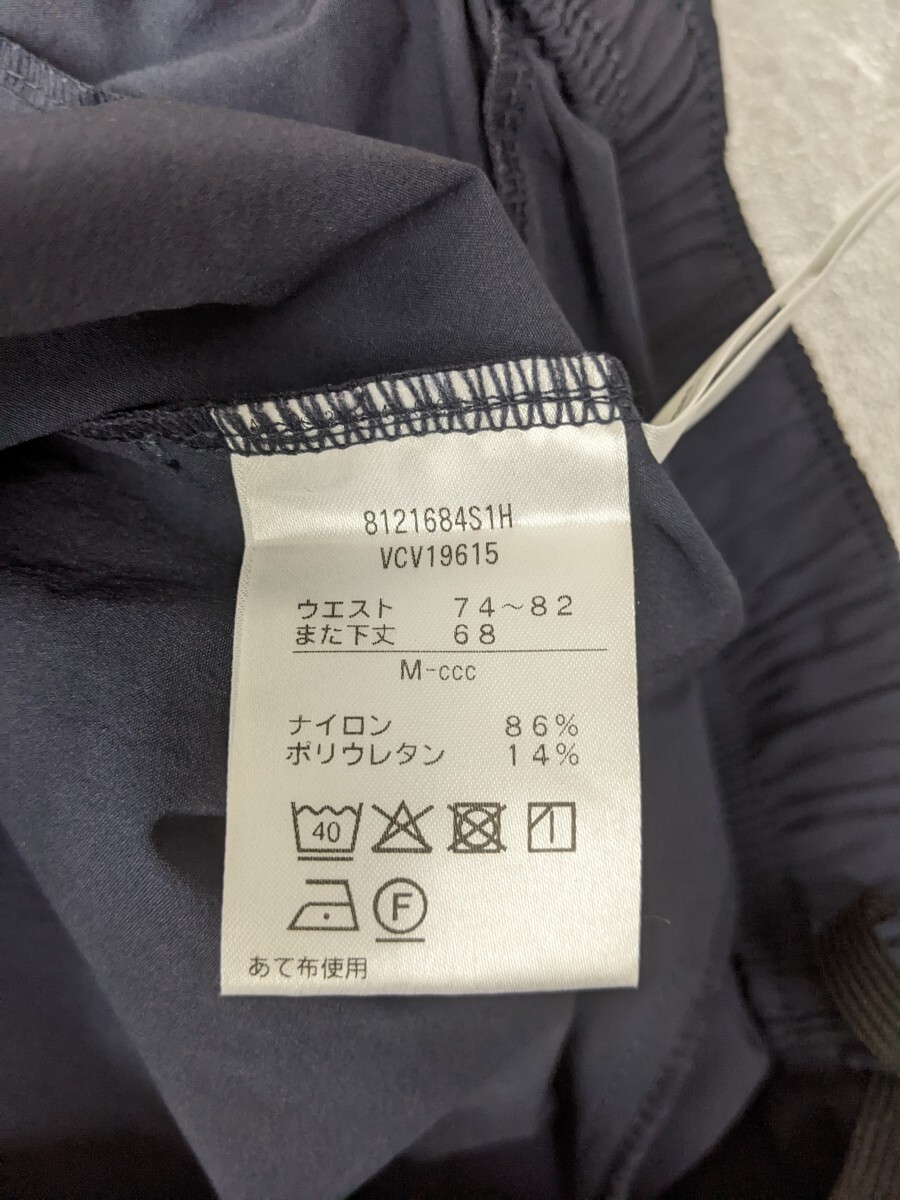 8121684S1H
VCV19615
ウエスト 74～82
また下丈 68
M-ccc
ナイロン 86%
ポリウレタン 14%
40
F
あて布使用